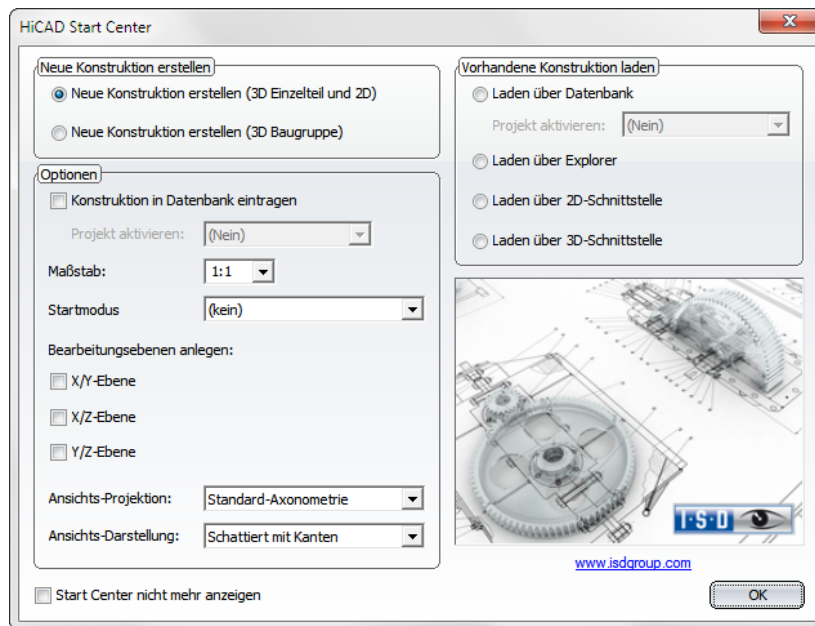 HiCAD Start Center
Neue Konstruktion erstellen
Neue Konstruktion erstellen (3D Einzelteil und 2D)
Neue Konstruktion erstellen (3D Baugruppe)
Optionen
Konstruktion in Datenbank eintragen
Projekt aktivieren: (Nein)
Maßstab: 1:1
Startmodus (kein)
Bearbeitungsebenen anlegen:
X/Y-Ebene
X/Z-Ebene
Y/Z-Ebene
Ansichts-Projektion: Standard-Axonometrie
Ansichts-Darstellung: Schattiert mit Kanten
Start Center nicht mehr anzeigen
Vorhandene Konstruktion laden
Laden über Datenbank
Projekt aktivieren: (Nein)
Laden über Explorer
Laden über 2D-Schnittstelle
Laden über 3D-Schnittstelle
I·S·D
www.isdgroup.com
OK